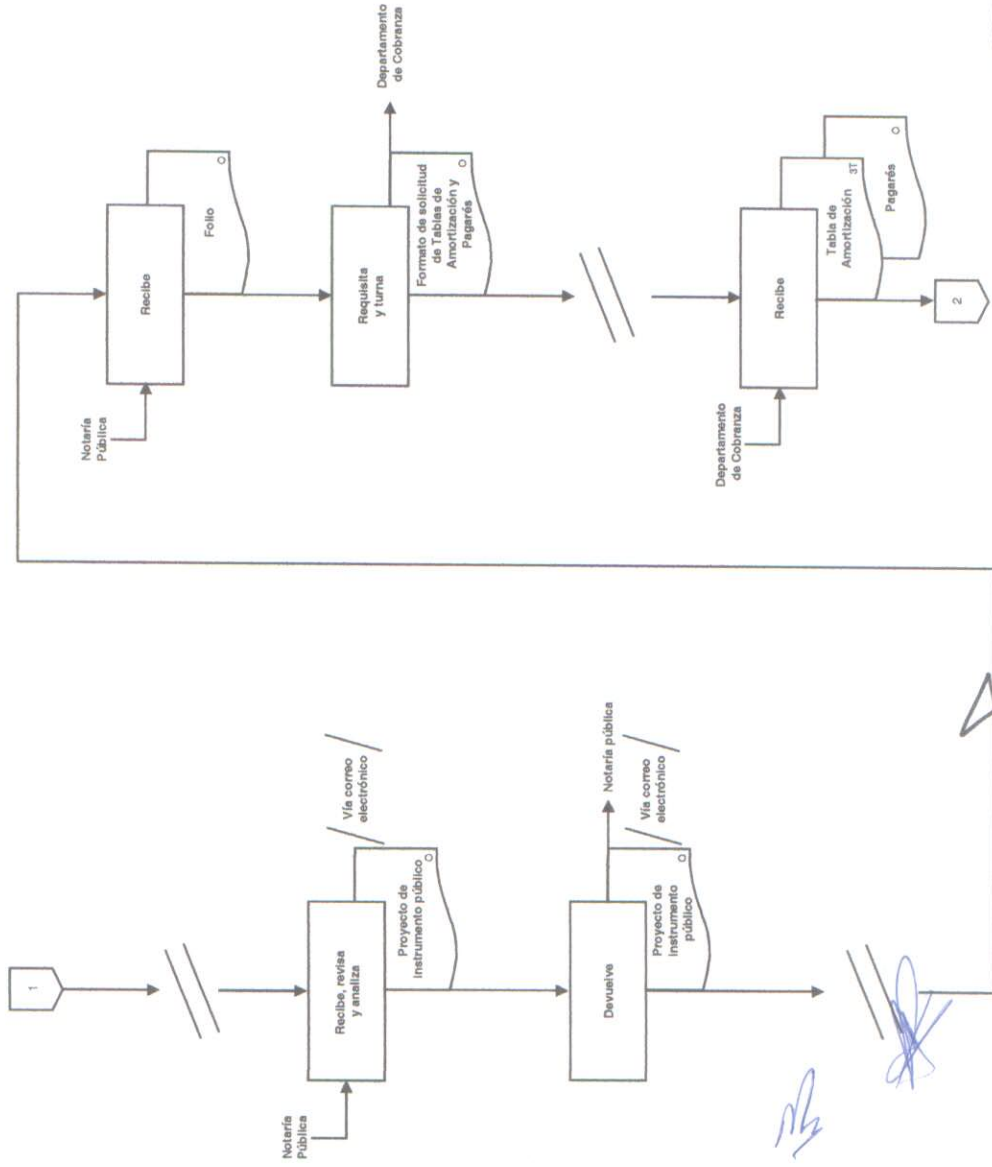 1
Notaría
Pública
Recibe, revisa
y analiza
Proyecto de
instrumento público
O
Vía correo
electrónico
Devuelve
Notaría pública
Proyecto de
instrumento
público
O
Vía correo
electrónico
Notaría
Pública
Recibe
Folio
O
Requisita
y turna
Departamento
de Cobranza
Formato de solicitud
de Tablas de
Amortización y
Pagarés
O
Departamento
de Cobranza
Recibe
Tabla de
Amortización
3T
Pagarés
O
2